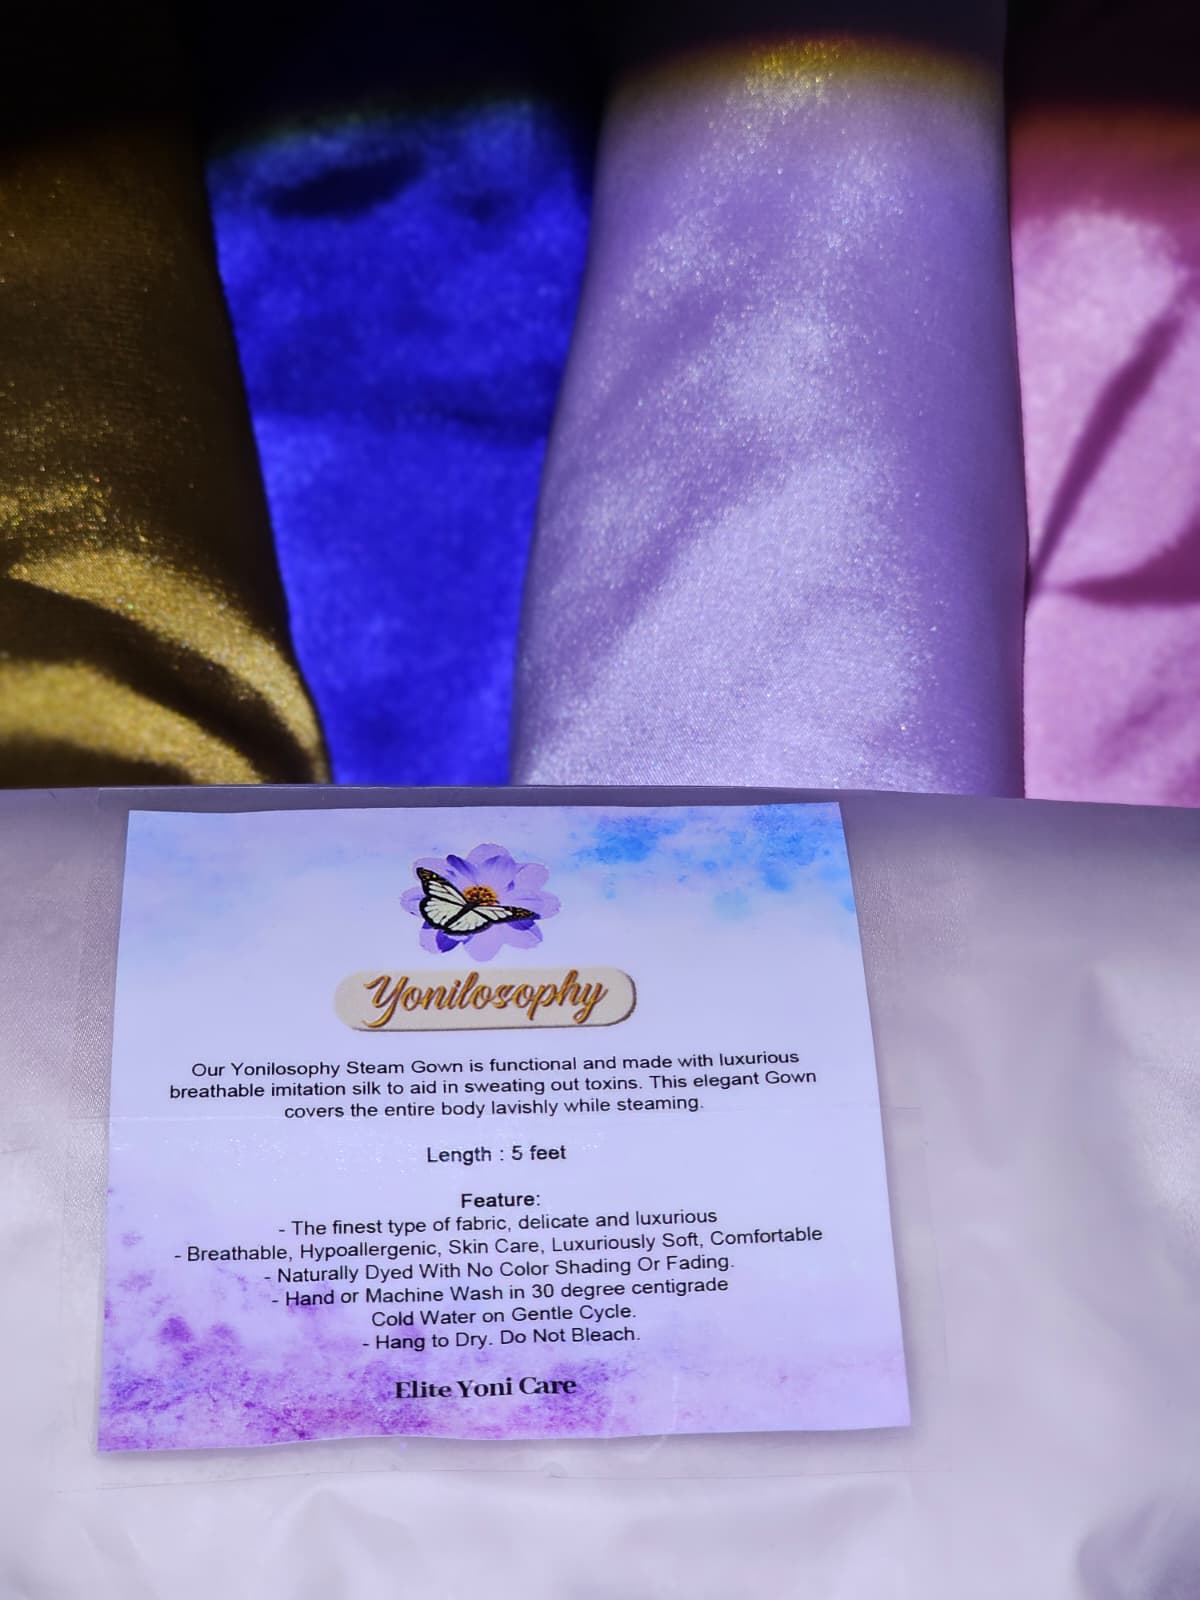 Yonilosophy
Our Yonilosophy Steam Gown is functional and made with luxurious
breathable imitation silk to aid in sweating out toxins. This elegant Gown
covers the entire body lavishly while steaming.
Length : 5 feet
Feature:
- The finest type of fabric, delicate and luxurious
- Breathable, Hypoallergenic, Skin Care, Luxuriously Soft, Comfortable
- Naturally Dyed With No Color Shading Or Fading.
- Hand or Machine Wash in 30 degree centigrade
Cold Water on Gentle Cycle.
- Hang to Dry. Do Not Bleach.
Elite Yoni Care